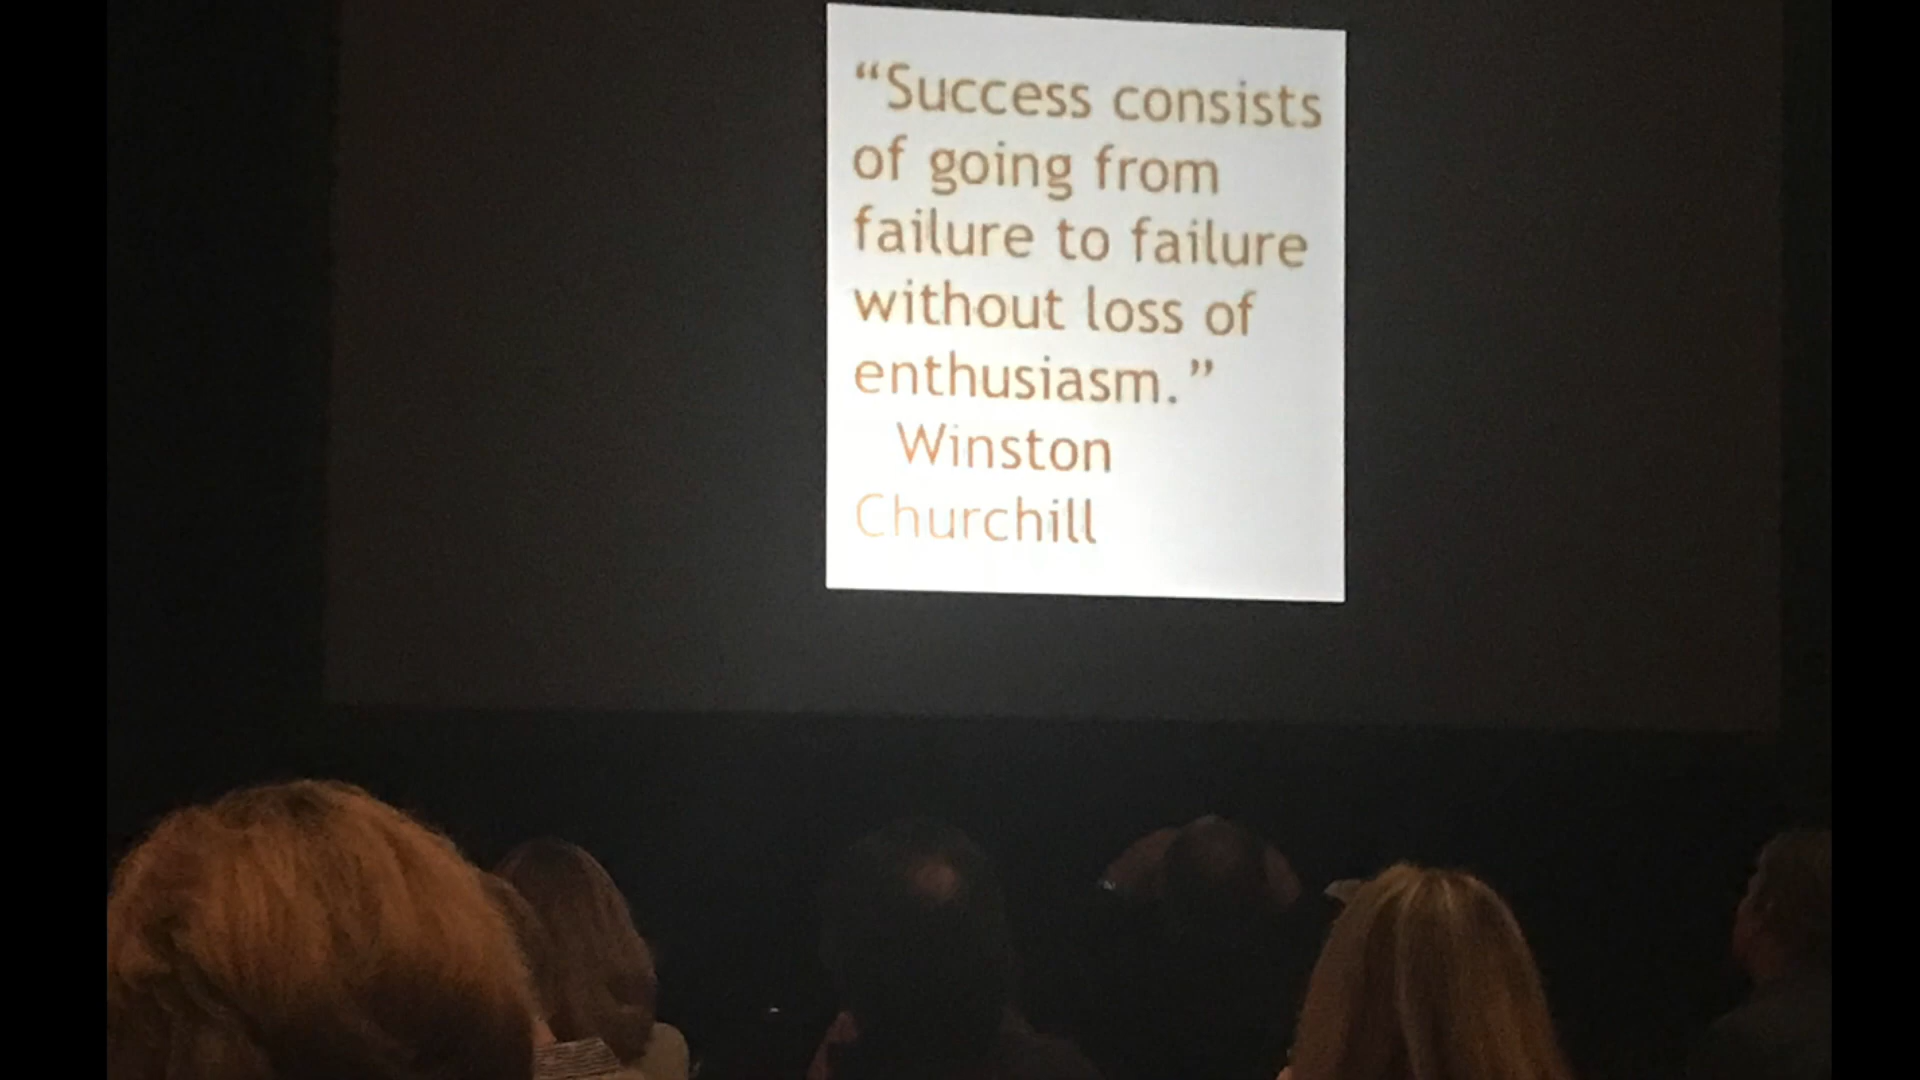 “Success consists
of going from
failure to failure
without loss of
enthusiasm.”
Winston
Churchill